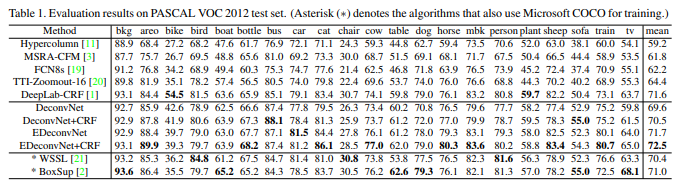 Table 1. Evaluation results on PASCAL VOC 2012 test set. (Asterisk (∗) denotes the algorithms that also use Microsoft COCO for training.)
Method bkg areo bike bird boat bottle bus car cat chair cow table dog horse mbk person plant sheep sofa train tv mean
Hypercolumn [11] 88.9 68.4 27.2 68.2 47.6 61.7 76.9 72.1 71.1 24.3 59.3 44.8 62.7 59.4 73.5 70.6 52.0 63.0 38.1 60.0 54.1 59.2
MSRA-CFM [3] 87.7 75.7 26.7 69.5 48.8 65.6 81.0 69.2 73.3 30.0 68.7 51.5 69.1 68.1 71.7 67.5 50.4 66.5 44.4 58.9 53.5 61.8
FCN8s [19] 91.2 76.8 34.2 68.9 49.4 60.3 75.3 74.7 77.6 21.4 62.5 46.8 71.8 63.9 76.5 73.9 45.2 72.4 37.4 70.9 55.1 62.2
TTI-Zoomout-16 [20] 89.8 81.9 35.1 78.2 57.4 56.5 80.5 74.0 79.8 22.4 69.6 53.7 74.0 76.0 76.6 68.8 44.3 70.2 40.2 68.9 55.3 64.4
DeepLab-CRF [1] 93.1 84.4 54.5 81.5 63.6 65.9 85.1 79.1 83.4 30.7 74.1 59.8 79.0 76.1 83.2 80.8 59.7 82.2 50.4 73.1 63.7 71.6
DeconvNet 92.7 85.9 42.6 78.9 62.5 66.6 87.4 77.8 79.5 26.3 73.4 60.2 70.8 76.5 79.6 77.7 58.2 77.4 52.9 75.2 59.8 69.6
DeconvNet+CRF 92.9 87.8 41.9 80.6 63.9 67.3 88.1 78.4 81.3 25.9 73.7 61.2 72.0 77.0 79.9 78.7 59.5 78.3 55.0 75.2 61.5 70.5
EDeconvNet 92.9 88.4 39.7 79.0 63.0 67.7 87.1 81.5 84.4 27.8 76.1 61.2 78.0 79.3 83.1 79.3 58.0 82.5 52.3 80.1 64.0 71.7
EDeconvNet+CRF 93.1 89.9 39.3 79.7 63.9 68.2 87.4 81.2 86.1 28.5 77.0 62.0 79.0 80.3 83.6 80.2 58.8 83.4 54.3 80.7 65.0 72.5
* WSSL [21] 93.2 85.3 36.2 84.8 61.2 67.5 84.7 81.4 81.0 30.8 73.8 53.8 77.5 76.5 82.3 81.6 56.3 78.9 52.3 76.6 63.3 70.4
* BoxSup [2] 93.6 86.4 35.5 79.7 65.2 65.2 84.3 78.5 83.7 30.5 76.2 62.6 79.3 76.1 82.1 81.3 57.0 78.2 55.0 72.5 68.1 71.0